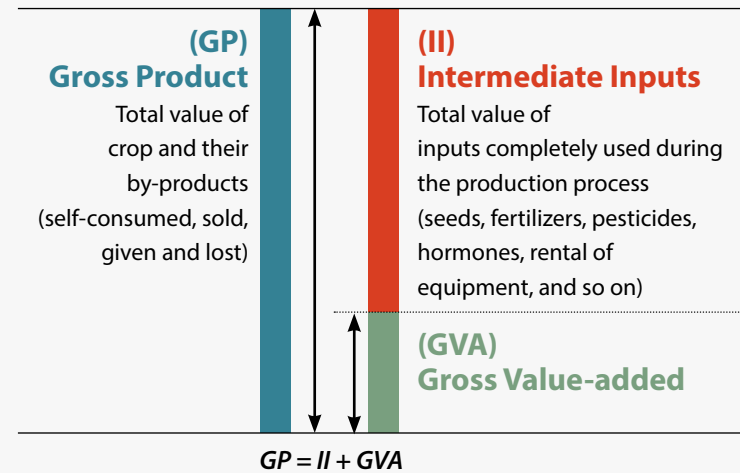 (GP)
Gross Product
Total value of
crop and their
by-products
(self-consumed, sold,
given and lost)
(II)
Intermediate Inputs
Total value of
inputs completely used during
the production process
(seeds, fertilizers, pesticides,
hormones, rental of
equipment, and so on)
(GVA)
Gross Value-added
GP = II + GVA